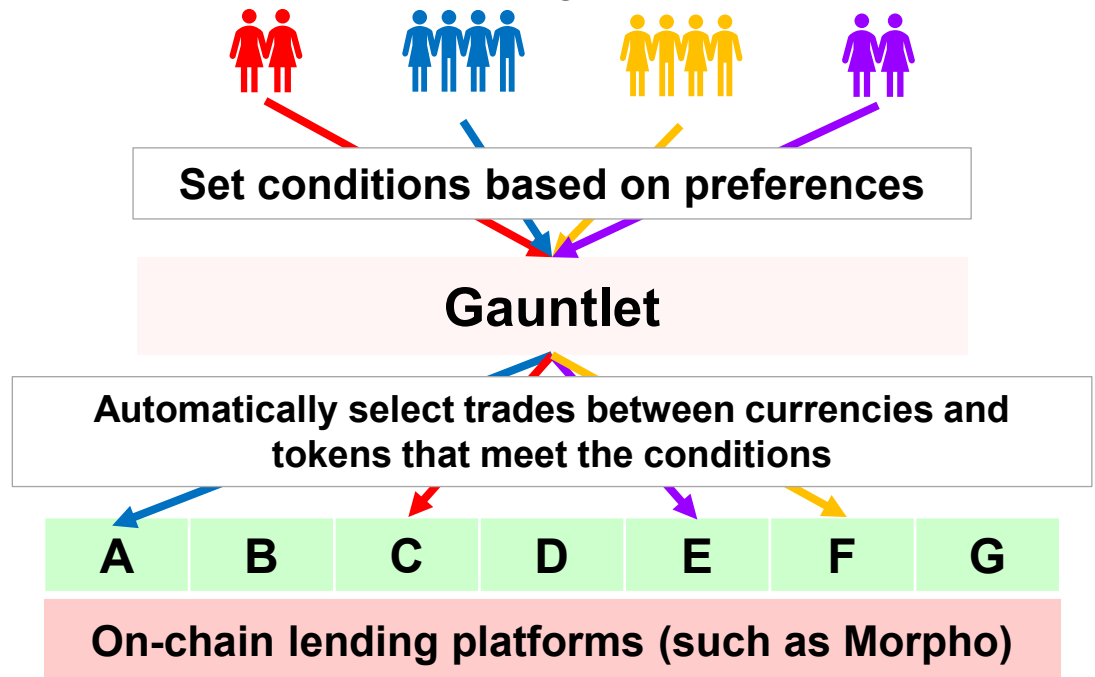 Set conditions based on preferences
Gauntlet
Automatically select trades between currencies and
tokens that meet the conditions
A B C D E F G
On-chain lending platforms (such as Morpho)